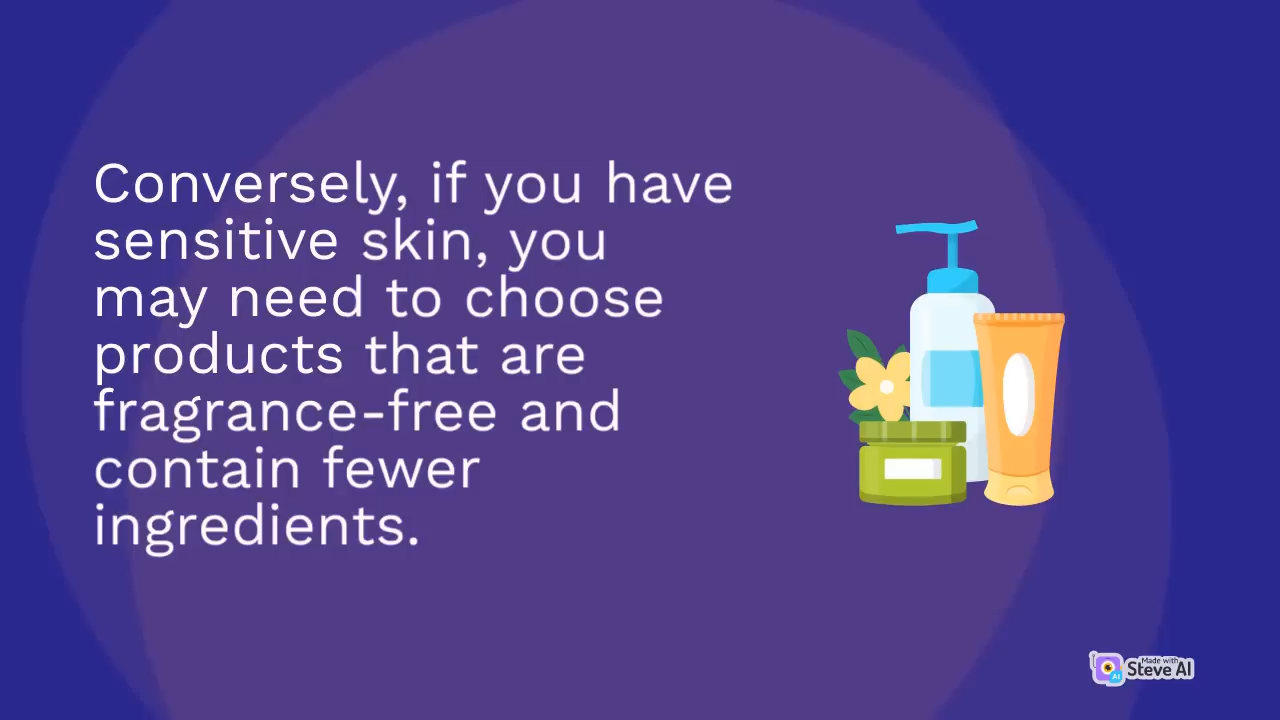 Conversely, if you have
sensitive skin, you
may need to choose
products that are
fragrance-free and
contain fewer
ingredients.
Made with
Steve AI
AI